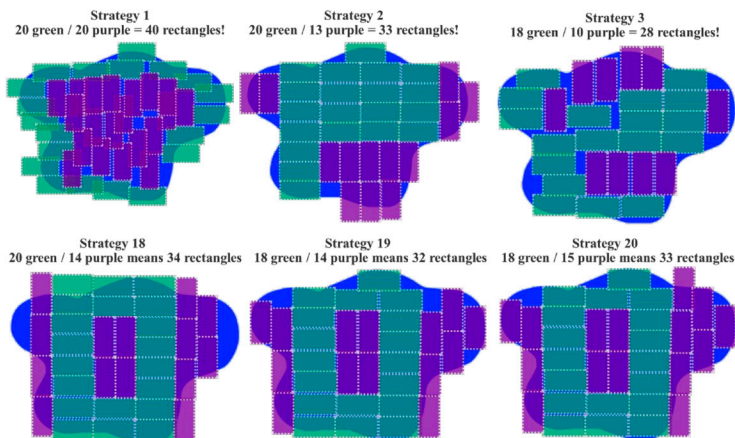 Strategy 1
20 green / 20 purple = 40 rectangles!
Strategy 2
20 green / 13 purple = 33 rectangles!
Strategy 3
18 green / 10 purple = 28 rectangles!
Strategy 18
20 green / 14 purple means 34 rectangles
Strategy 19
18 green / 14 purple means 32 rectangles
Strategy 20
18 green / 15 purple means 33 rectangles